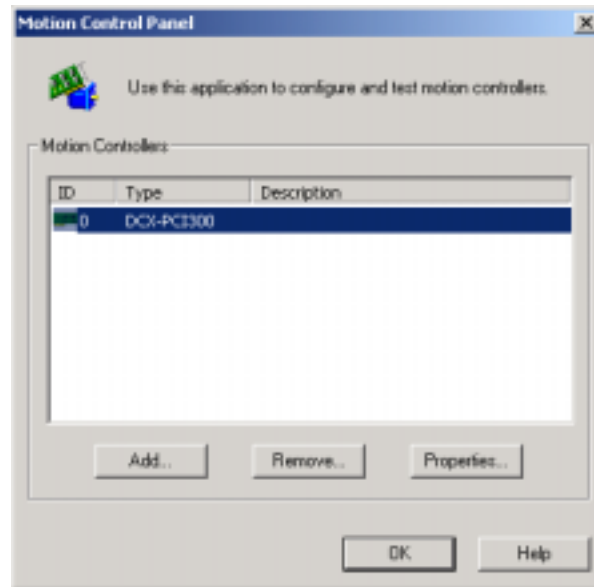 Motion Control Panel
Use this application to configure and test motion controllers.
Motion Controllers
ID Type Description
0 DCX-PCI300
Add... Remove... Properties...
OK Help